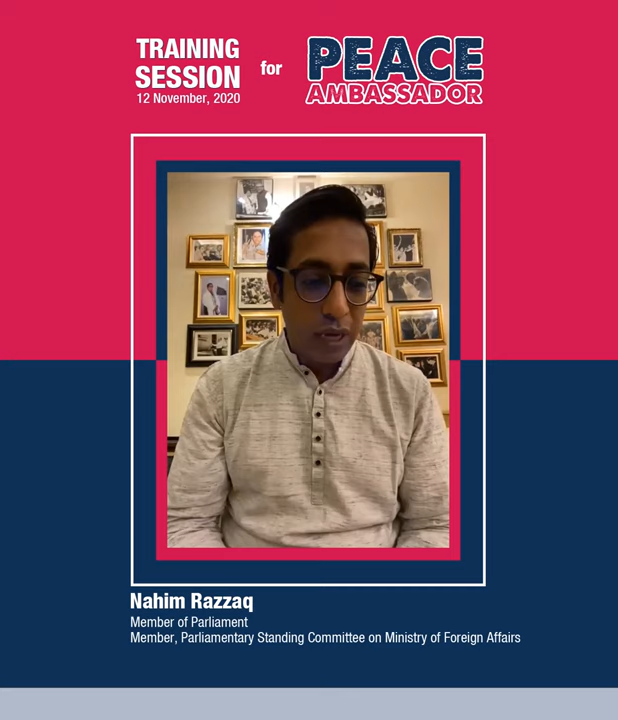 TRAINING
SESSION
12 November, 2020
for
PEACE
AMBASSADOR
Nahim Razzaq
Member of Parliament
Member, Parliamentary Standing Committee on Ministry of Foreign Affairs